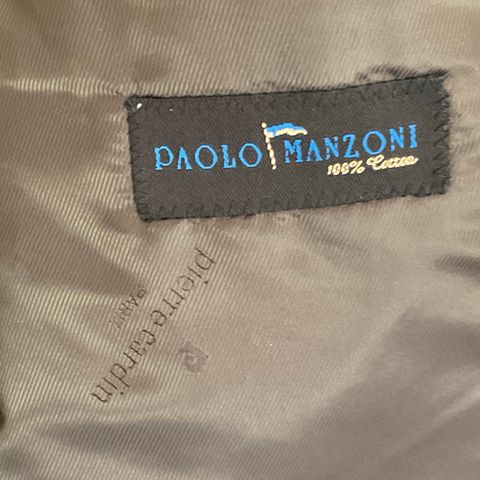 PAOLO MANZONI
100% Cotton
pierre cardin
PARIS